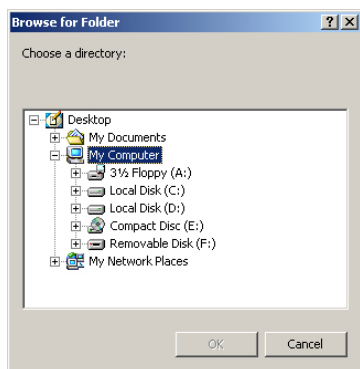 Browse for Folder
Choose a directory:
Desktop
My Documents
My Computer
3½ Floppy (A:)
Local Disk (C:)
Local Disk (D:)
Compact Disc (E:)
Removable Disk (F:)
My Network Places
OK Cancel